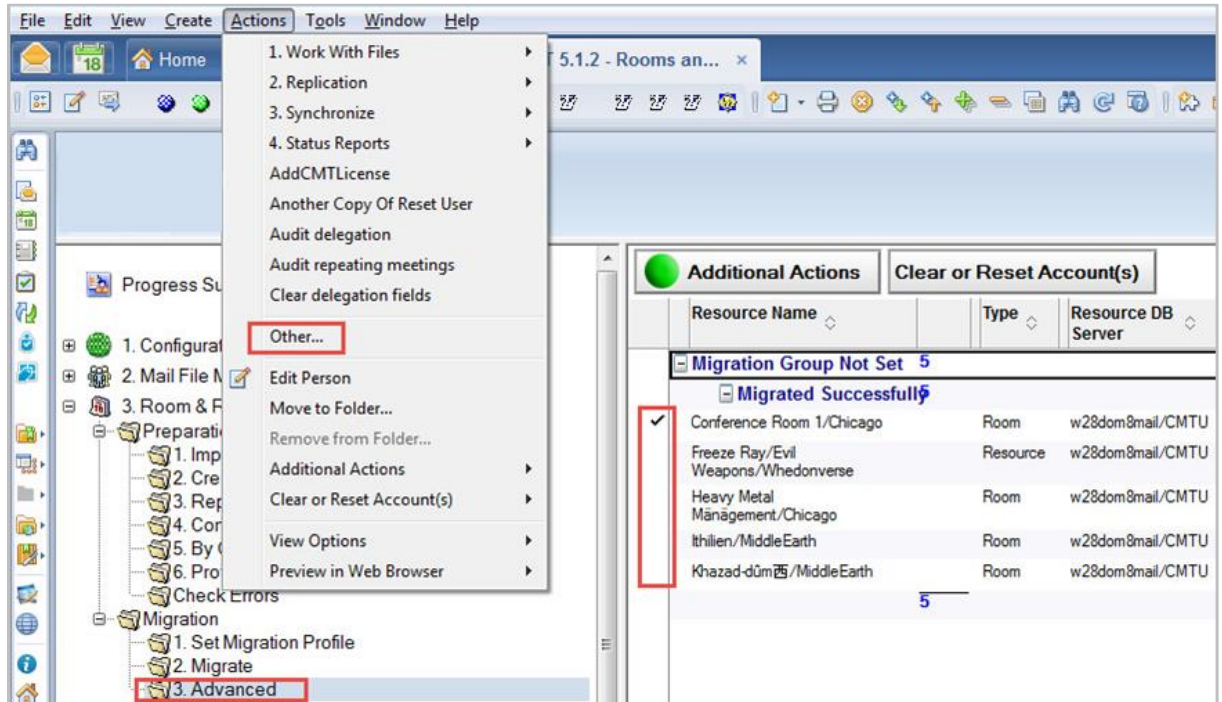 File Edit View Create Actions Tools Window Help
18 Home 5.1.2 - Rooms an... ×
1. Work With Files
2. Replication
3. Synchronize
4. Status Reports
AddCMTLicense
Another Copy Of Reset User
Audit delegation
Audit repeating meetings
Clear delegation fields
Other...
Edit Person
Move to Folder...
Remove from Folder...
Additional Actions
Clear or Reset Account(s)
View Options
Preview in Web Browser
Progress Su
1. Configurat
2. Mail File M
3. Room & R
Preparati
1. Imp
2. Cre
3. Rep
4. Con
5. By
6. Pro
Check Errors
Migration
1. Set Migration Profile
2. Migrate
3. Advanced
Additional Actions Clear or Reset Account(s)
Resource Name Type Resource DB
Server
Migration Group Not Set 5
Migrated Successfully 5
Conference Room 1/Chicago Room w28dom8mail/CMTU
Freeze Ray/Evil Resource w28dom8mail/CMTU
Weapons/Whedonverse
Heavy Metal Room w28dom8mail/CMTU
Mänägement/Chicago
Ithilien/MiddleEarth Room w28dom8mail/CMTU
Khazad-dûm西/MiddleEarth Room w28dom8mail/CMTU
5